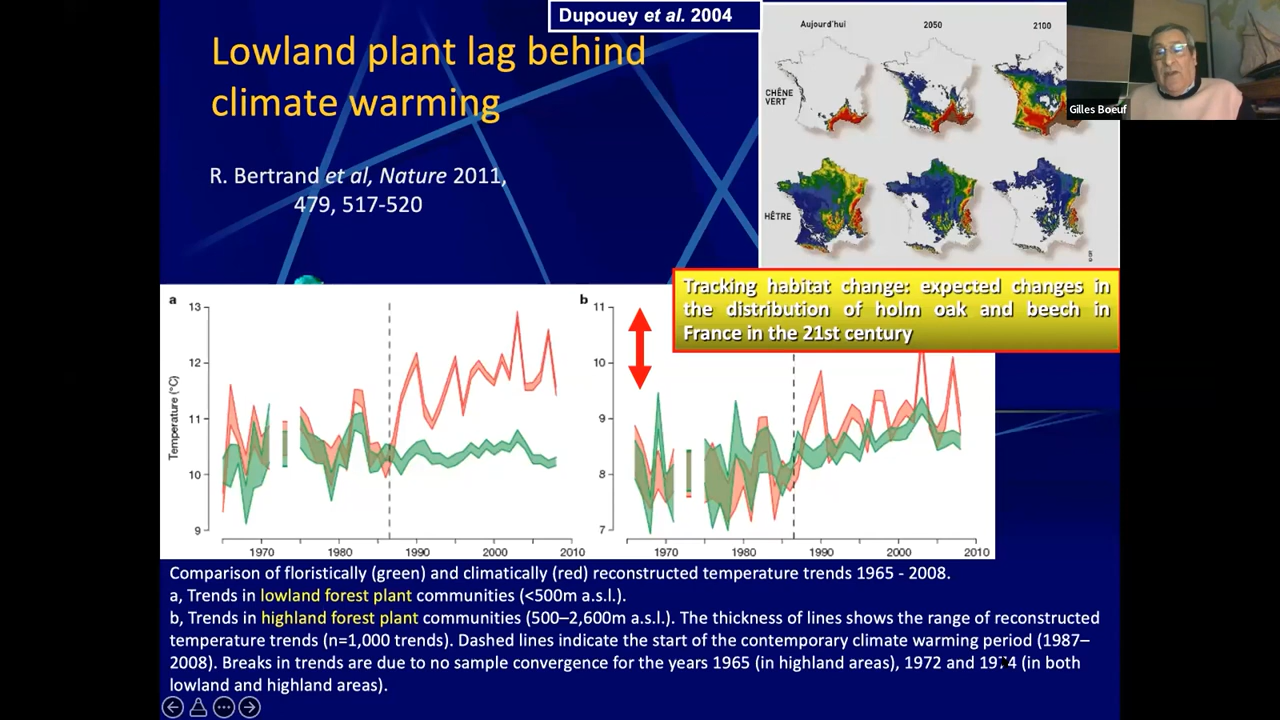 Dupouey et al. 2004
Lowland plant lag behind
climate warming
R. Bertrand et al, Nature 2011,
479, 517-520
Aujourd'hui
2050
2100
CHÊNE
VERT
HÊTRE
Gilles Boeuf
Tracking habitat change: expected changes in
the distribution of holm oak and beech in
France in the 21st century
a
13
12
11
10
9
Temperature (°C)
1970
1980
1990
2000
2010
b
11
10
9
8
7
1970
1980
1990
2000
2010
Comparison of floristically (green) and climatically (red) reconstructed temperature trends 1965 - 2008.
a, Trends in lowland forest plant communities (<500m a.s.l.).
b, Trends in highland forest plant communities (500–2,600m a.s.l.). The thickness of lines shows the range of reconstructed
temperature trends (n=1,000 trends). Dashed lines indicate the start of the contemporary climate warming period (1987–
2008). Breaks in trends are due to no sample convergence for the years 1965 (in highland areas), 1972 and 1974 (in both
lowland and highland areas).